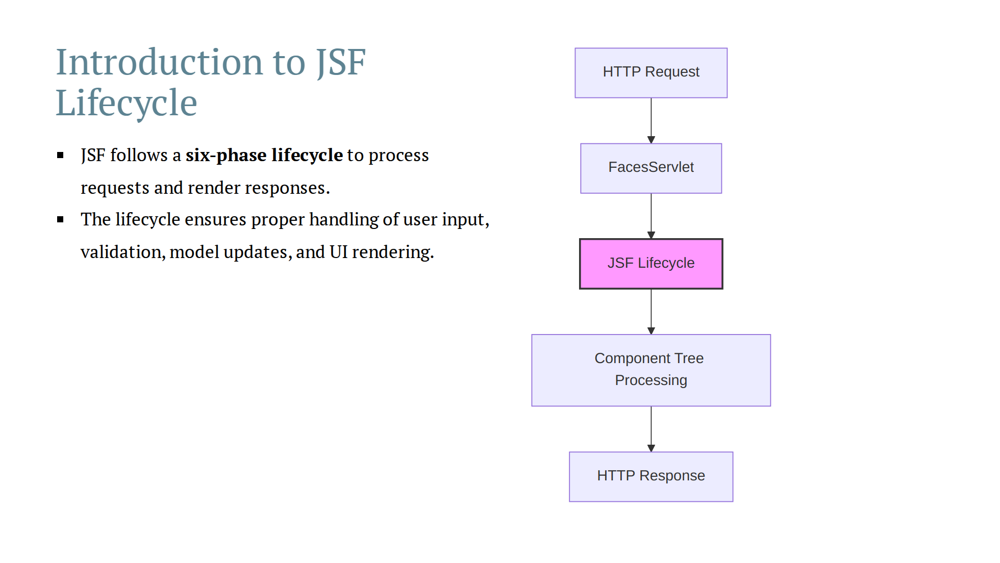 Introduction to JSF
Lifecycle
▪ JSF follows a six-phase lifecycle to process
requests and render responses.
▪ The lifecycle ensures proper handling of user input,
validation, model updates, and UI rendering.
HTTP Request
FacesServlet
JSF Lifecycle
Component Tree
Processing
HTTP Response